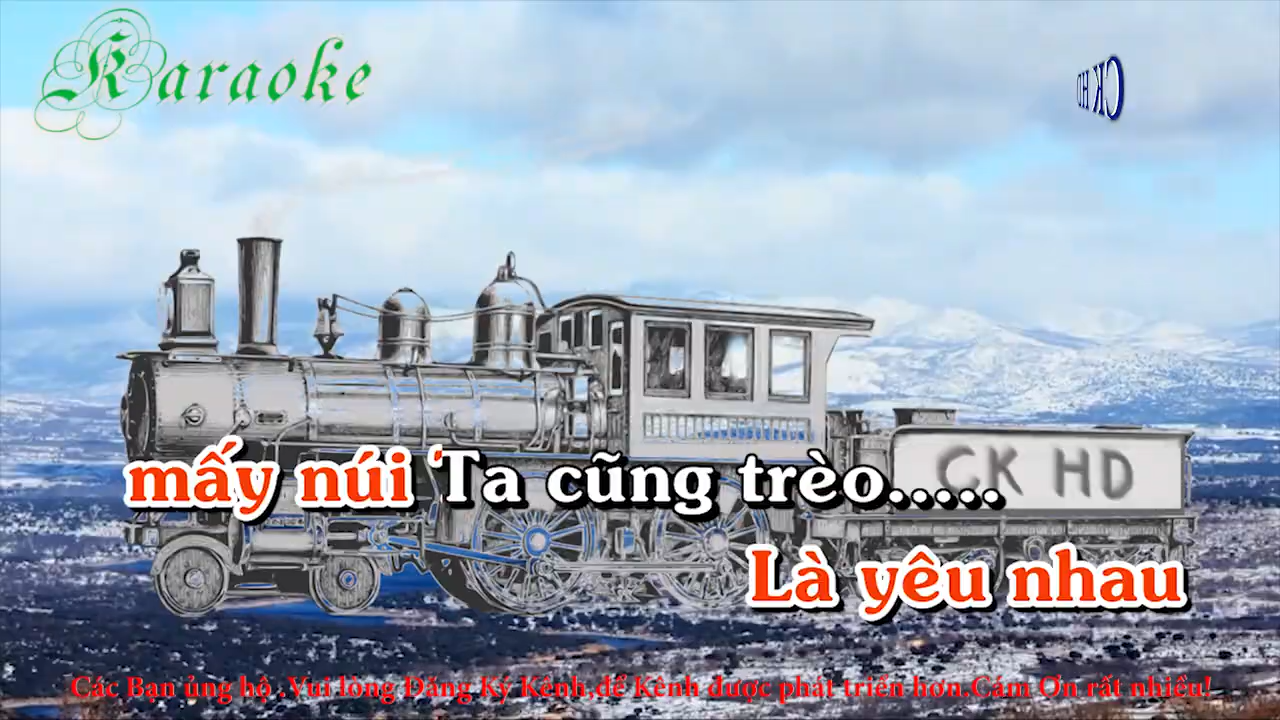 Karaoke
CK HD
CK HD
mấy núi Ta cũng trèo.....
Là yêu nhau
Các Bạn ủng hộ .Vui lòng Đăng Ký Kênh,để Kênh được phát triển hơn.Cám Ơn rất nhiều!